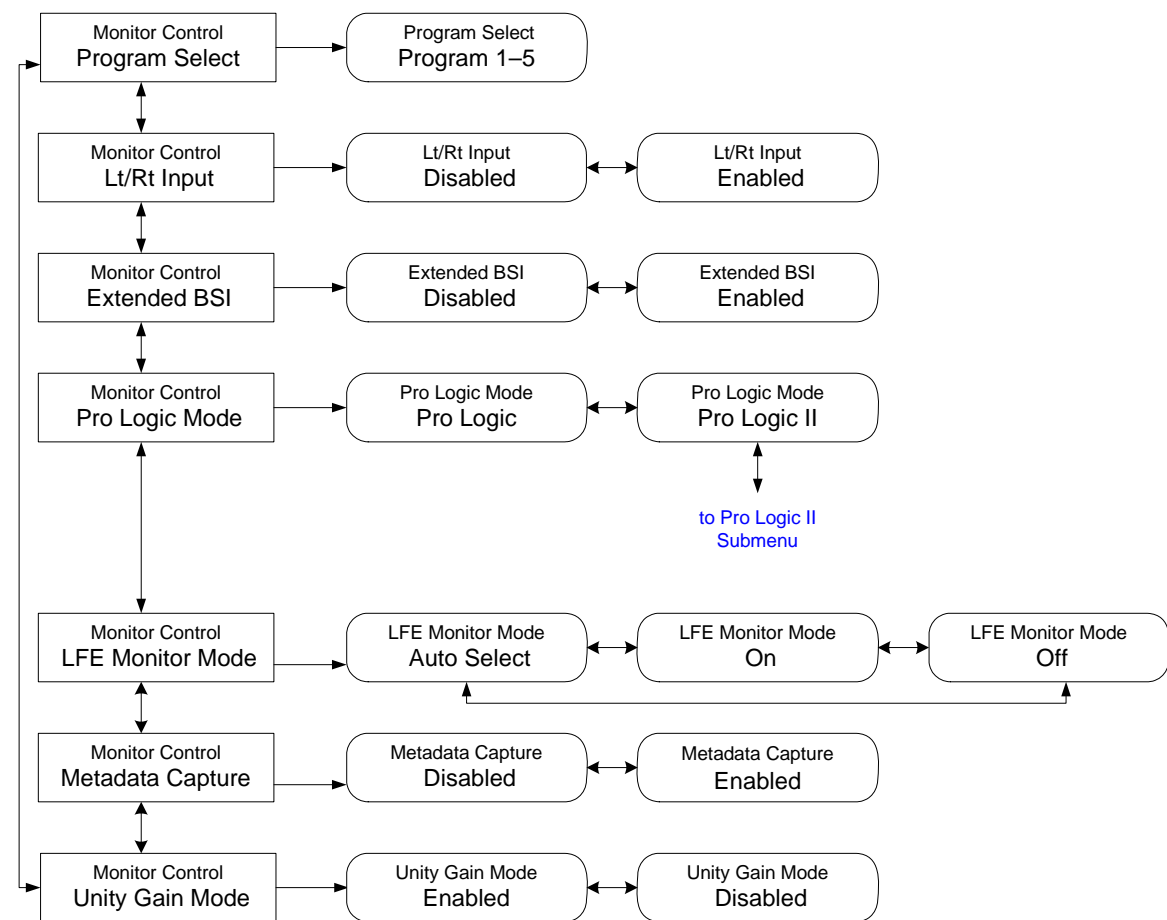 Monitor Control
Program Select
Program Select
Program 1–5
Monitor Control
Lt/Rt Input
Lt/Rt Input
Disabled
Lt/Rt Input
Enabled
Monitor Control
Extended BSI
Extended BSI
Disabled
Extended BSI
Enabled
Monitor Control
Pro Logic Mode
Pro Logic Mode
Pro Logic
Pro Logic Mode
Pro Logic II
to Pro Logic II
Submenu
Monitor Control
LFE Monitor Mode
LFE Monitor Mode
Auto Select
LFE Monitor Mode
On
LFE Monitor Mode
Off
Monitor Control
Metadata Capture
Metadata Capture
Disabled
Metadata Capture
Enabled
Monitor Control
Unity Gain Mode
Unity Gain Mode
Enabled
Unity Gain Mode
Disabled